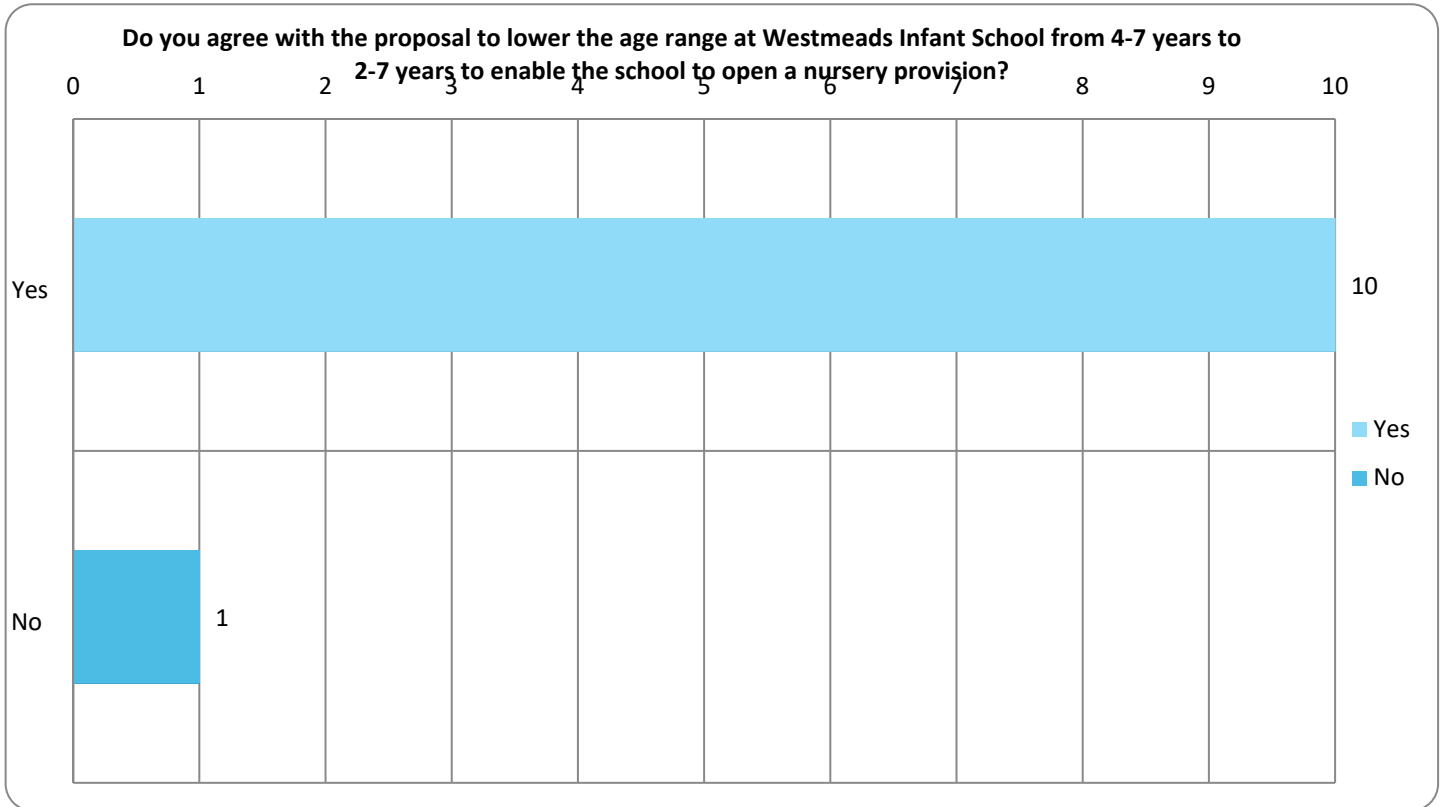 Do you agree with the proposal to lower the age range at Westmeads Infant School from 4-7 years to
2-7 years to enable the school to open a nursery provision?
0 1 2 3 4 5 6 7 8 9 10
Yes
10
Yes
No
No
1